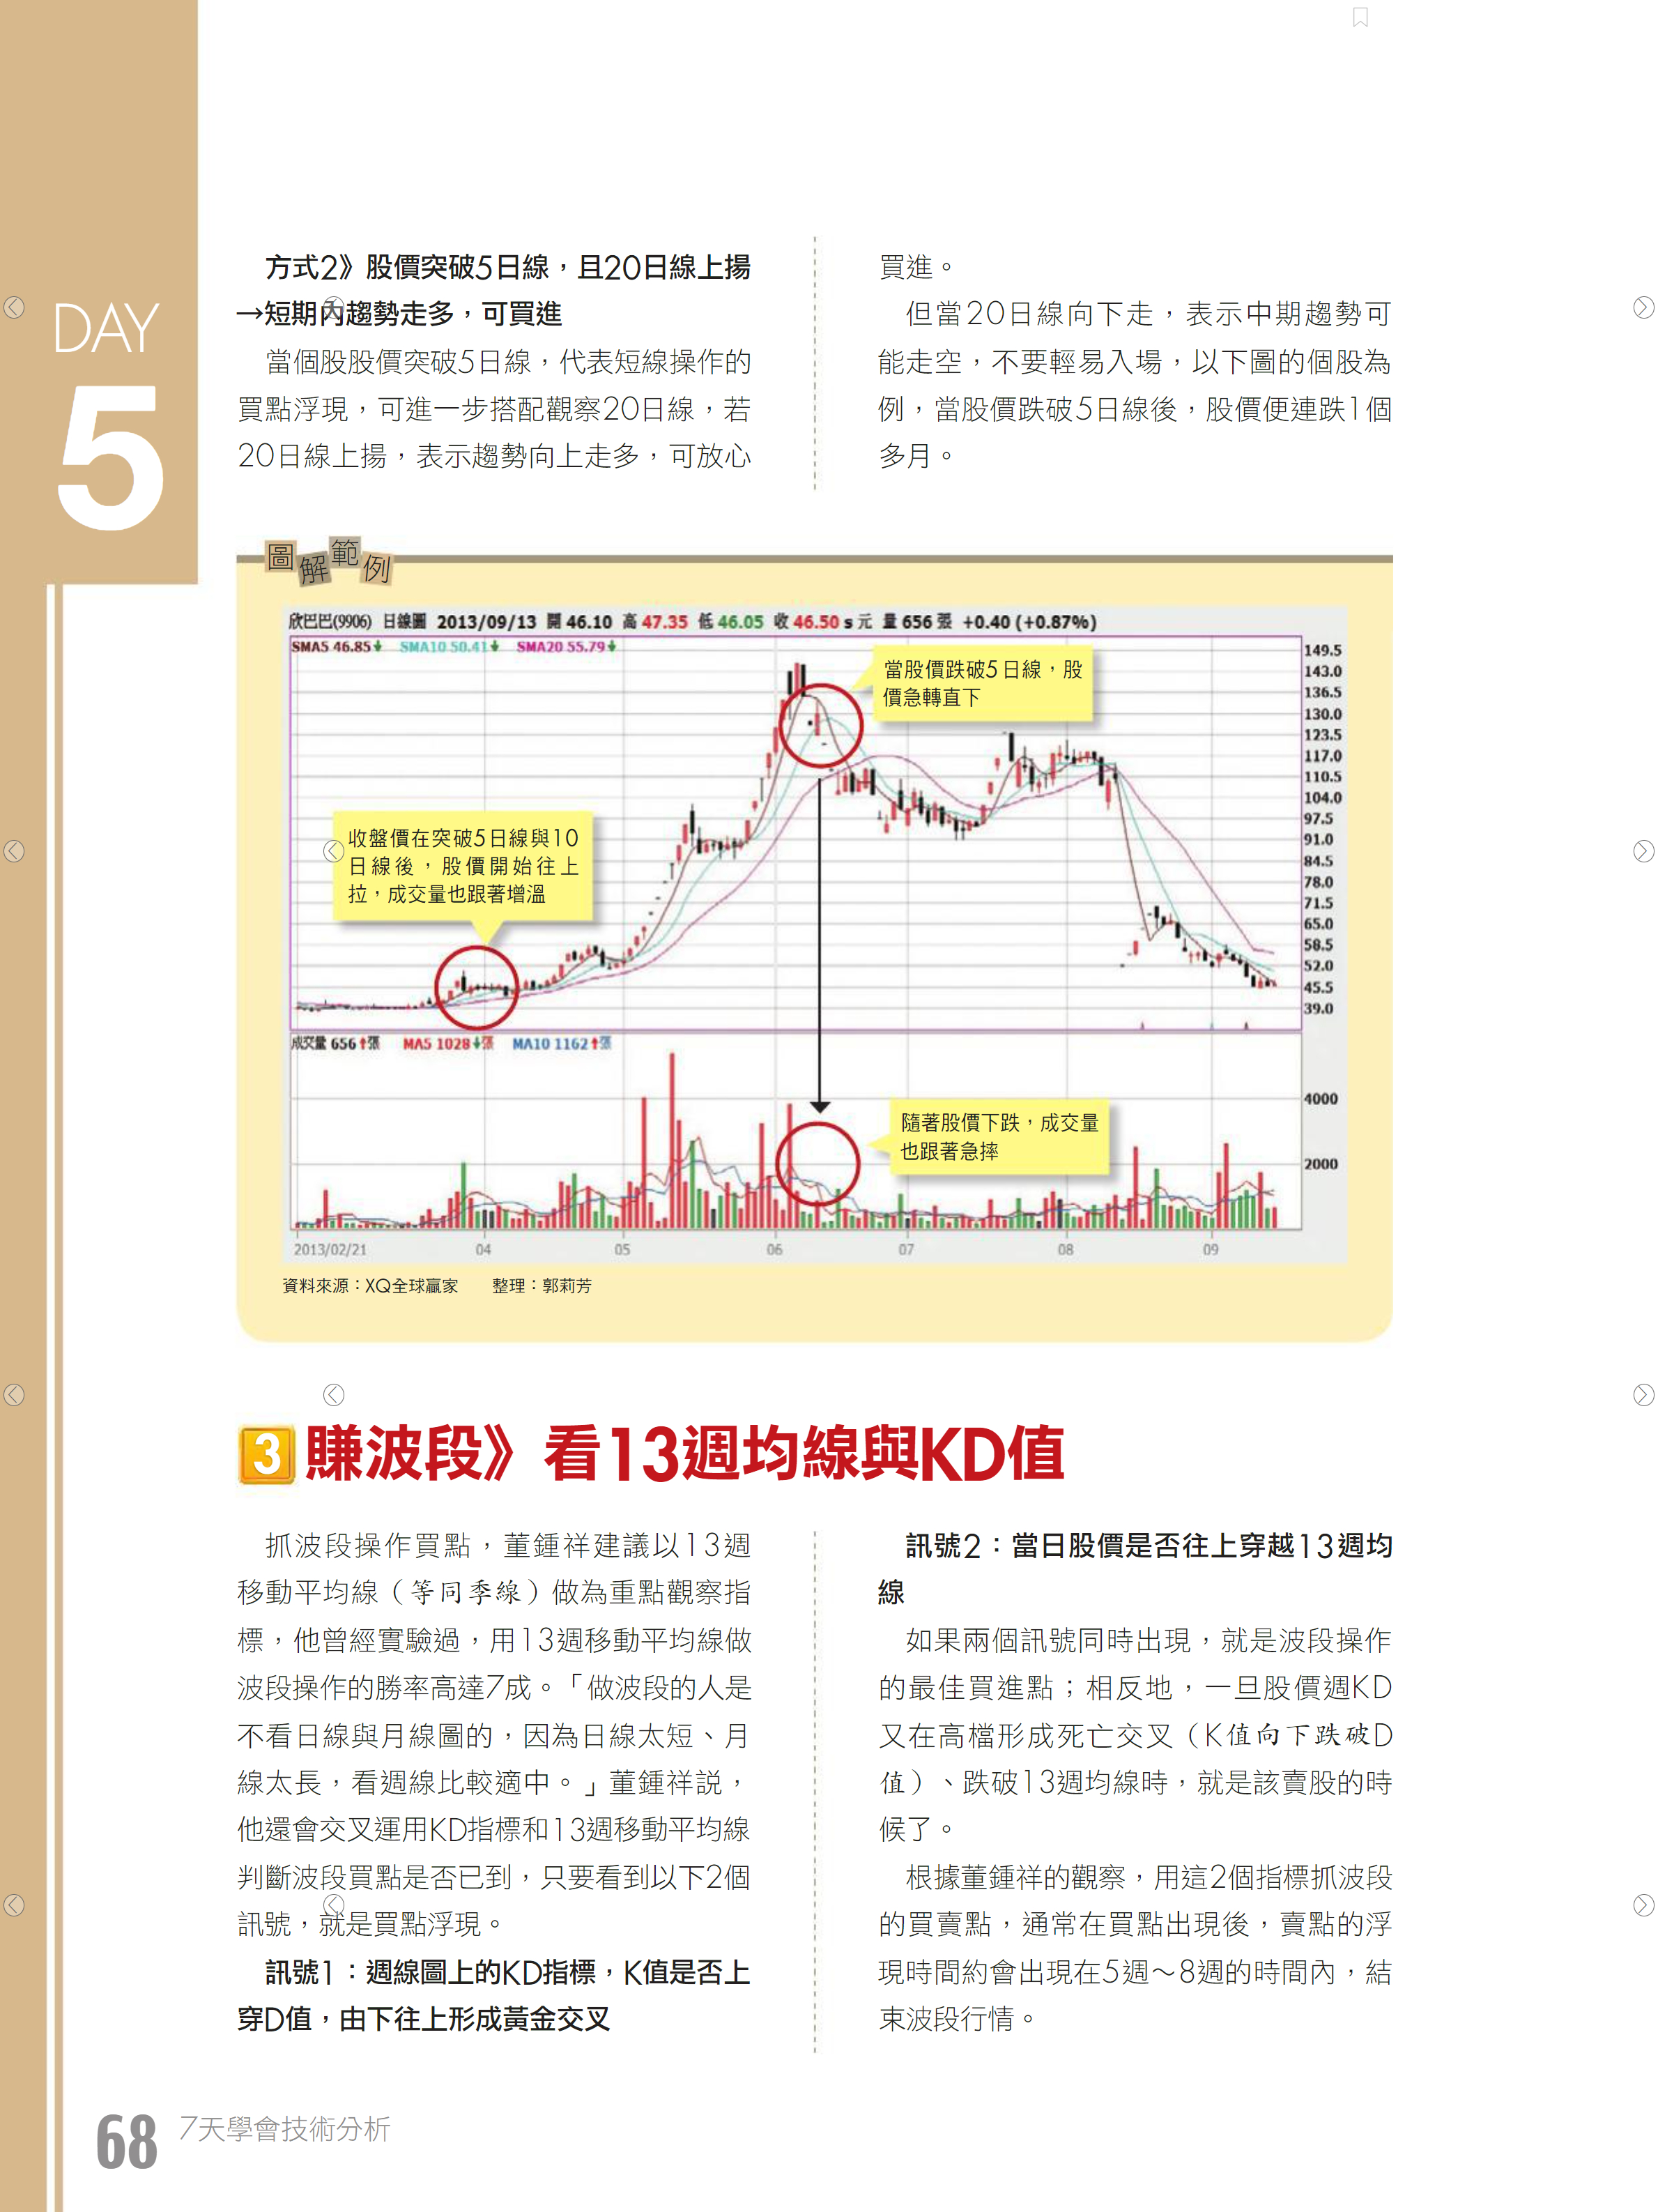 DAY
5
方式2》股價突破5日線，且20日線上揚
→短期內趨勢走多，可買進
當個股股價突破5日線，代表短線操作的
買點浮現，可進一步搭配觀察20日線，若
20日線上揚，表示趨勢向上走多，可放心
買進。
但當20日線向下走，表示中期趨勢可
能走空，不要輕易入場，以下圖的個股為
例，當股價跌破5日線後，股價便連跌1個
多月。
圖解範例
欣巴巴(9906) 日線圖 2013/09/13 開 46.10 高 47.35 低 46.05 收 46.50 s 元 量 656 張 +0.40 (+0.87%)
SMA5 46.85↓ SMA10 50.41↓ SMA20 55.79↓
當股價跌破5日線，股
價急轉直下
收盤價在突破5日線與10
日線後，股價開始往上
拉，成交量也跟著增溫
149.5
143.0
136.5
130.0
123.5
117.0
110.5
104.0
97.5
91.0
84.5
78.0
71.5
65.0
58.5
52.0
45.5
39.0
成交量 656↑張 MA5 1028↓張 MA10 1162↑張
隨著股價下跌，成交量
也跟著急摔
4000
2000
2013/02/21 04 05 06 07 08 09
資料來源：XQ全球贏家 整理：郭莉芳
3 賺波段》看13週均線與KD值
抓波段操作買點，董鍾祥建議以13週
移動平均線（等同季線）做為重點觀察指
標，他曾經實驗過，用13週移動平均線做
波段操作的勝率高達7成。「做波段的人是
不看日線與月線圖的，因為日線太短、月
線太長，看週線比較適中。」董鍾祥説，
他還會交叉運用KD指標和13週移動平均線
判斷波段買點是否已到，只要看到以下2個
訊號，就是買點浮現。
訊號1：週線圖上的KD指標，K值是否上
穿D值，由下往上形成黃金交叉
訊號2：當日股價是否往上穿越13週均
線
如果兩個訊號同時出現，就是波段操作
的最佳買進點；相反地，一旦股價週KD
又在高檔形成死亡交叉（K值向下跌破D
值）、跌破13週均線時，就是該賣股的時
候了。
根據董鍾祥的觀察，用這2個指標抓波段
的買賣點，通常在買點出現後，賣點的浮
現時間約會出現在5週～8週的時間內，結
束波段行情。
68 7天學會技術分析